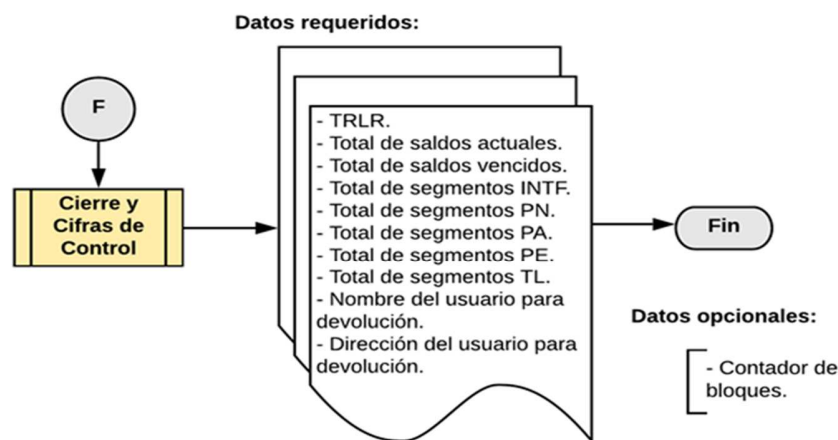 Datos requeridos:
F
Cierre y
Cifras de
Control
- TRLR.
- Total de saldos actuales.
- Total de saldos vencidos.
- Total de segmentos INTF.
- Total de segmentos PN.
- Total de segmentos PA.
- Total de segmentos PE.
- Total de segmentos TL.
- Nombre del usuario para
devolución.
- Dirección del usuario para
devolución.
Fin
Datos opcionales:
- Contador de
bloques.